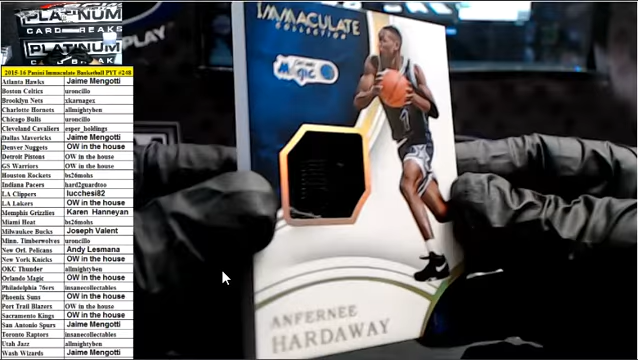 PLATINUM
CARD BREAKS
PLATINUM
CARD BREAKS
PLAY
2015-16 Panini Immaculate Basketball PYT #248
Atlanta Hawks Jaime Mengotti
Boston Celtics uroncillo
Brooklyn Nets zkarnagez
Charlotte Hornets allmightyben
Chicago Bulls uroncillo
Cleveland Cavaliers esper_holdings
Dallas Mavericks Jaime Mengotti
Denver Nuggets OW in the house
Detroit Pistons OW in the house
GS Warriors OW in the house
Houston Rockets bs26mohs
Indiana Pacers hard2guardtoo
LA Clippers lucchesi82
LA Lakers OW in the house
Memphis Grizzlies Karen Hanneyan
Miami Heat bs26mohs
Milwaukee Bucks Joseph Valent
Minn. Timberwolves uroncillo
New Orl. Pelicans Andy Lesmana
New York Knicks OW in the house
OKC Thunder allmightyben
Orlando Magic OW in the house
Philadelphia 76ers insanecollectables
Phoenix Suns OW in the house
Port Trail Blazers OW in the house
Sacramento Kings OW in the house
San Antonio Spurs Jaime Mengotti
Toronto Raptors insanecollectables
Utah Jazz allmightyben
Wash Wizards Jaime Mengotti
IMMACULATE
COLLECTION
Magic
1
ANFERNEE
HARDAWAY